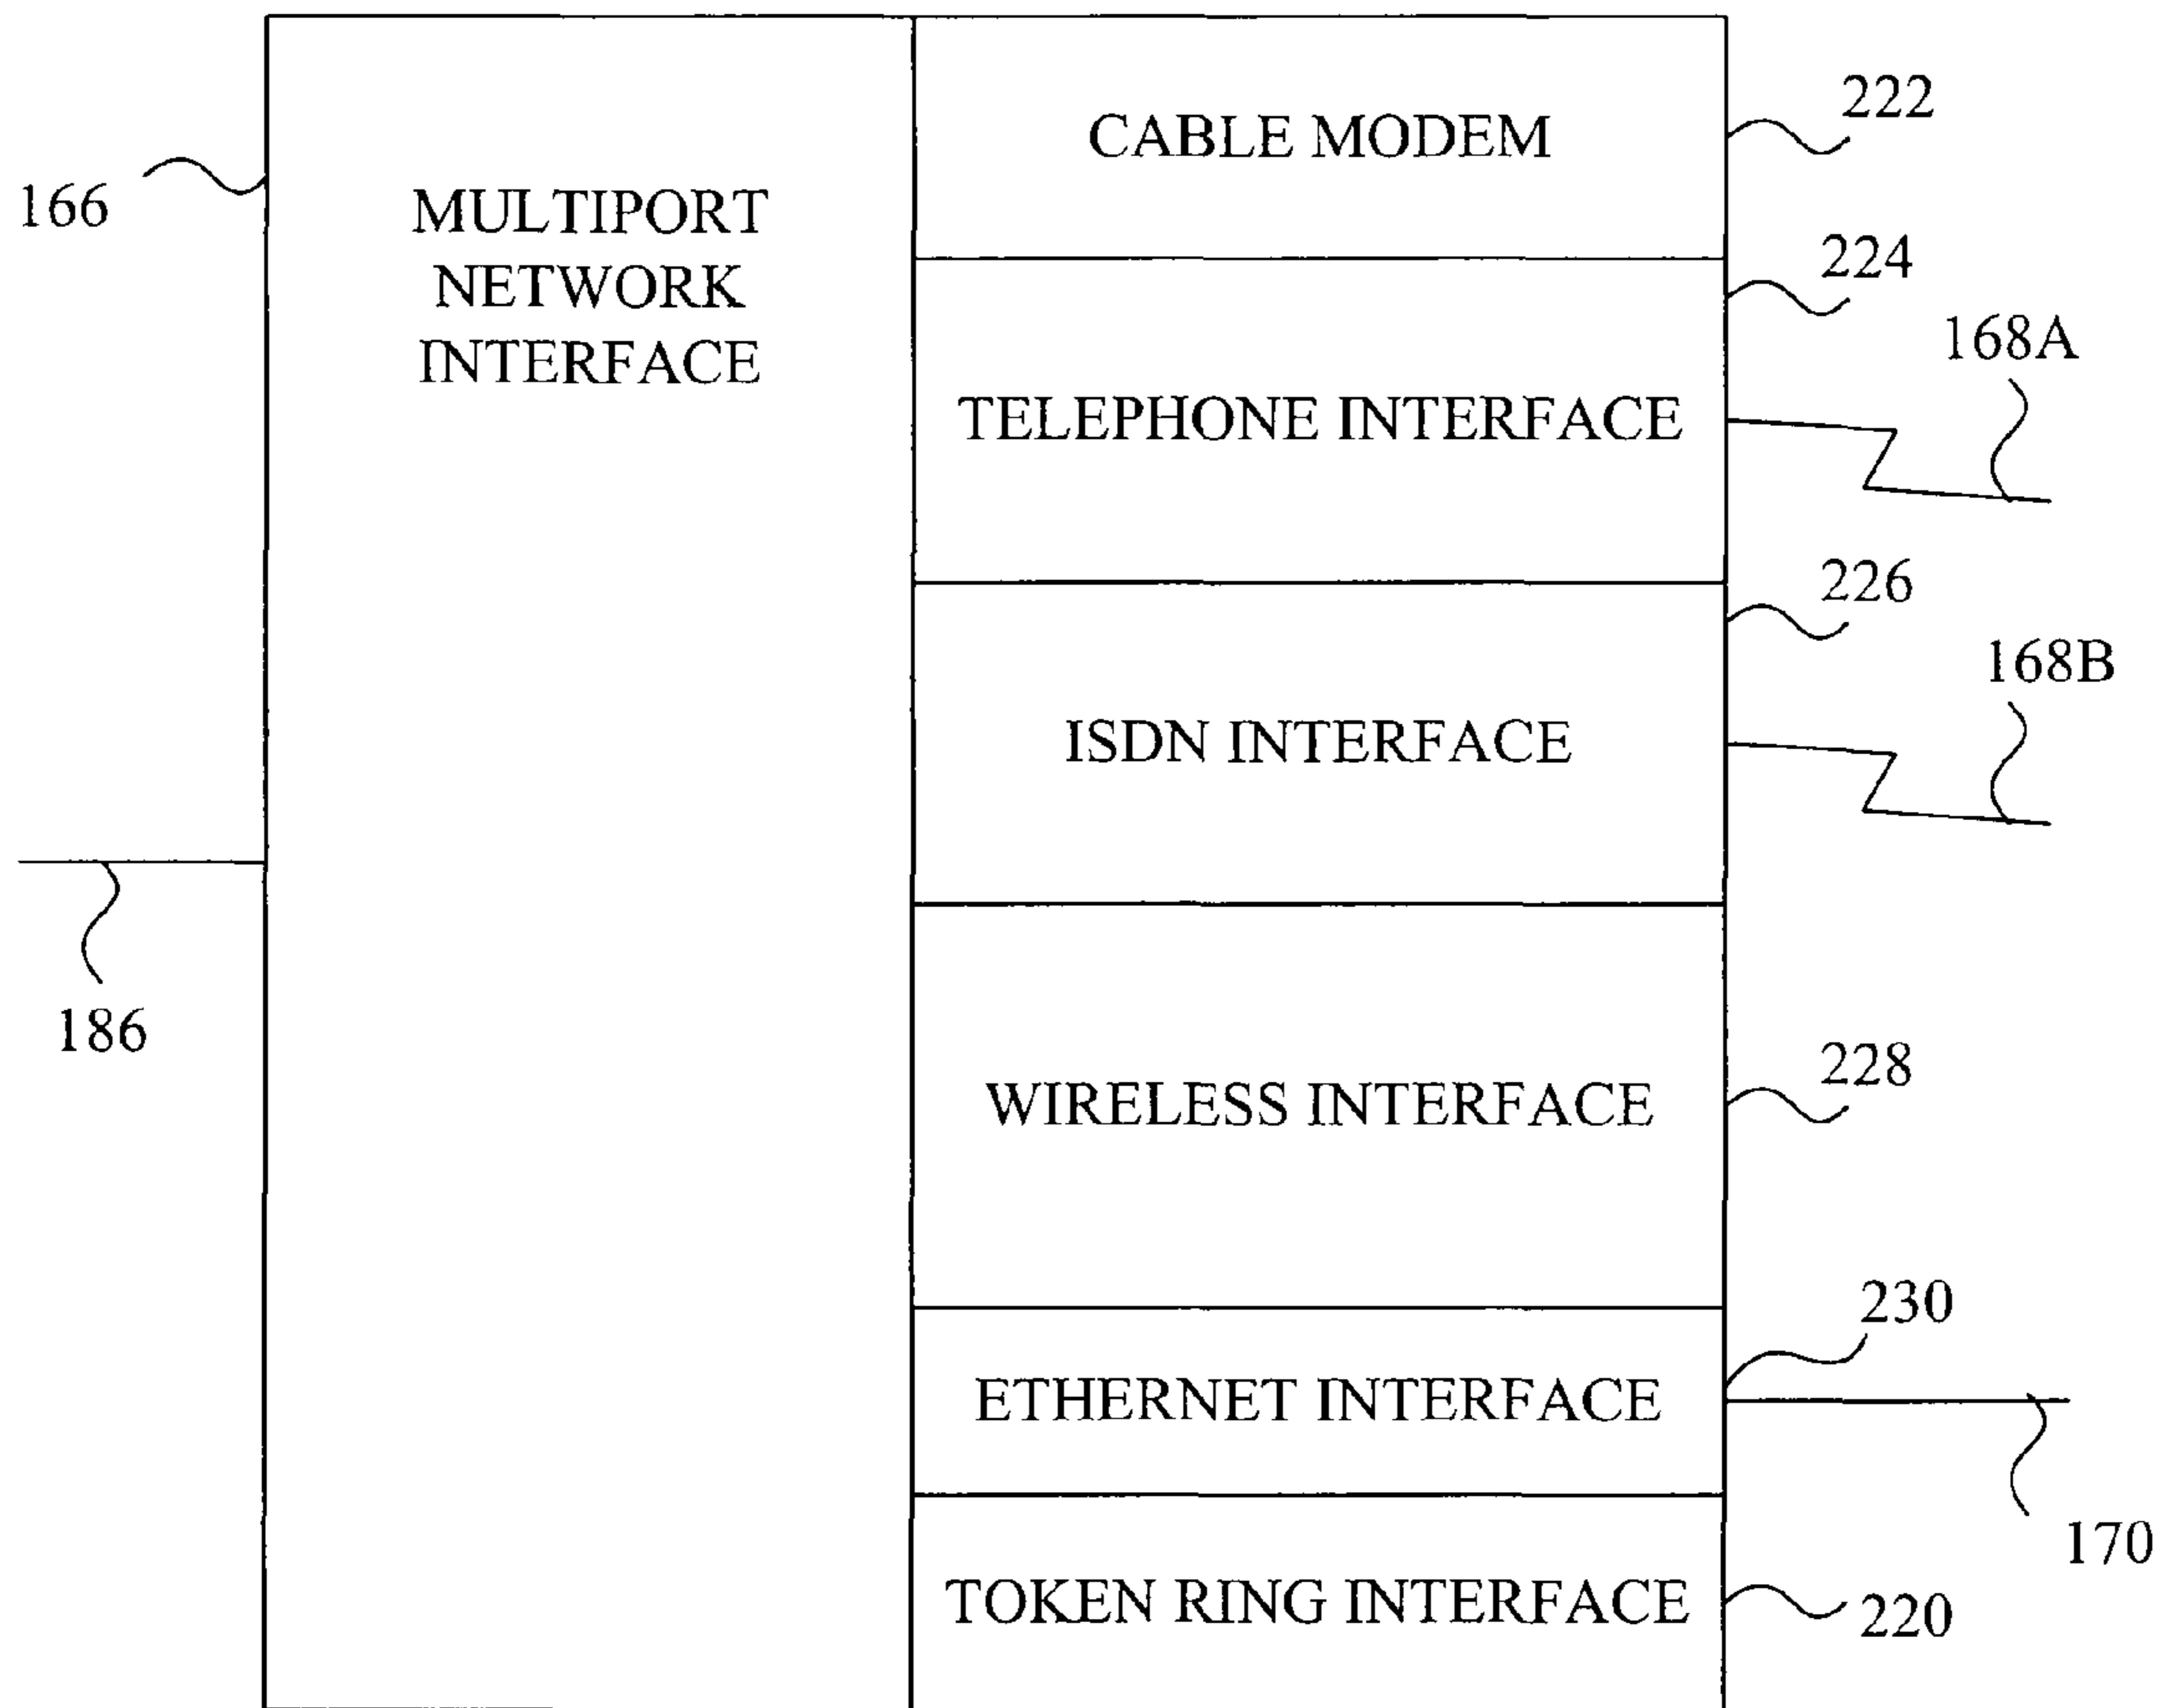 222
CABLE MODEM
166
MULTIPORT
NETWORK
INTERFACE
224
168A
TELEPHONE INTERFACE
226
168B
ISDN INTERFACE
186
228
WIRELESS INTERFACE
230
ETHERNET INTERFACE
170
TOKEN RING INTERFACE
220